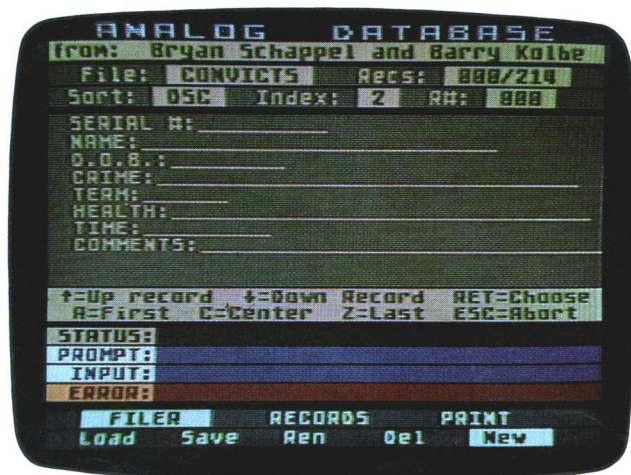 ANALOG DATABASE
from: Bryan Schappel and Barry Kolbe
File: CONVICTS Recs: 000/214
Sort: DSC Index: 2 R#: 000
SERIAL #:
NAME:
D.O.B.:
CRIME:
TERM:
HEALTH:
TIME:
COMMENTS:
↑=Up record ↓=Down Record RET=Choose
A=First C=Center Z=Last ESC=Abort
STATUS:
PROMPT:
INPUT:
ERROR:
FILER RECORDS PRINT
Load Save Ren Del New